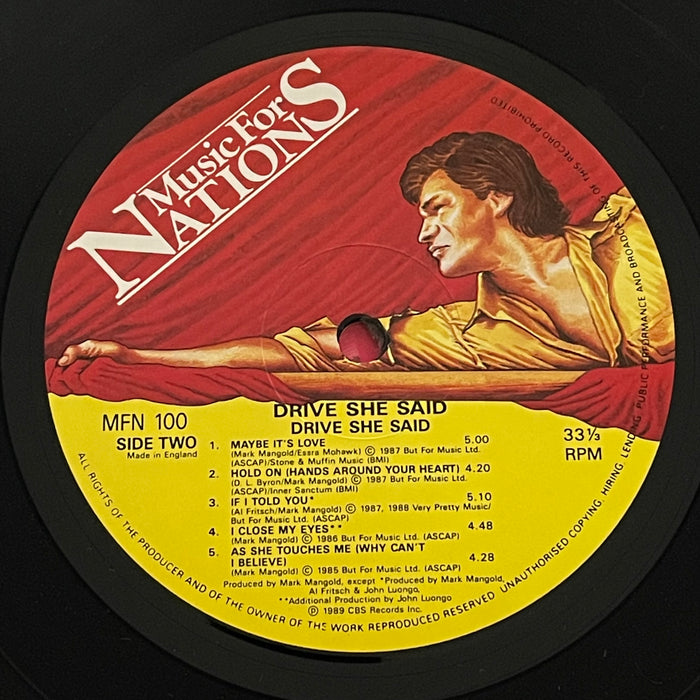 Music For
NATIONS
DRIVE SHE SAID
DRIVE SHE SAID
MFN 100
SIDE TWO
Made in England
33⅓
RPM
1. MAYBE IT'S LOVE 5.00
(Mark Mangold/Essra Mohawk) © 1987 But For Music Ltd.
(ASCAP)/Stone & Muffin Music (BMI)
2. HOLD ON (HANDS AROUND YOUR HEART) 4.20
(D. L. Byron/Mark Mangold) © 1987 But For Music Ltd.
(ASCAP)/Inner Sanctum (BMI)
3. IF I TOLD YOU* 5.10
(Al Fritsch/Mark Mangold) © 1987, 1988 Very Pretty Music/
But For Music Ltd. (ASCAP)
4. I CLOSE MY EYES** 4.48
(Mark Mangold) © 1986 But For Music Ltd. (ASCAP)
5. AS SHE TOUCHES ME (WHY CAN'T
I BELIEVE) 4.28
(Mark Mangold) © 1985 But For Music Ltd. (ASCAP)
Produced by Mark Mangold, except *Produced by Mark Mangold,
Al Fritsch & John Luongo,
**Additional Production by John Luongo
℗ 1989 CBS Records Inc.
ALL RIGHTS OF THE PRODUCER AND OF THE OWNER OF THE WORK REPRODUCED RESERVED UNAUTHORISED COPYING, HIRING, LENDING PUBLIC PERFORMANCE AND BROADCASTING OF THIS RECORD PROHIBITED